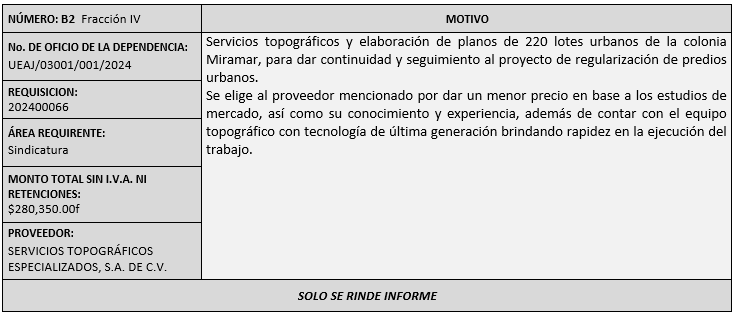 NÚMERO: B2 Fracción IV
MOTIVO
No. DE OFICIO DE LA DEPENDENCIA:
UEAJ/03001/001/2024
REQUISICION:
202400066
ÁREA REQUIRENTE:
Sindicatura
MONTO TOTAL SIN I.V.A. NI
RETENCIONES:
$280,350.00f
PROVEEDOR:
SERVICIOS TOPOGRÁFICOS
ESPECIALIZADOS, S.A. DE C.V.
Servicios topográficos y elaboración de planos de 220 lotes urbanos de la colonia
Miramar, para dar continuidad y seguimiento al proyecto de regularización de predios
urbanos.
Se elige al proveedor mencionado por dar un menor precio en base a los estudios de
mercado, así como su conocimiento y experiencia, además de contar con el equipo
topográfico con tecnología de última generación brindando rapidez en la ejecución del
trabajo.
SOLO SE RINDE INFORME